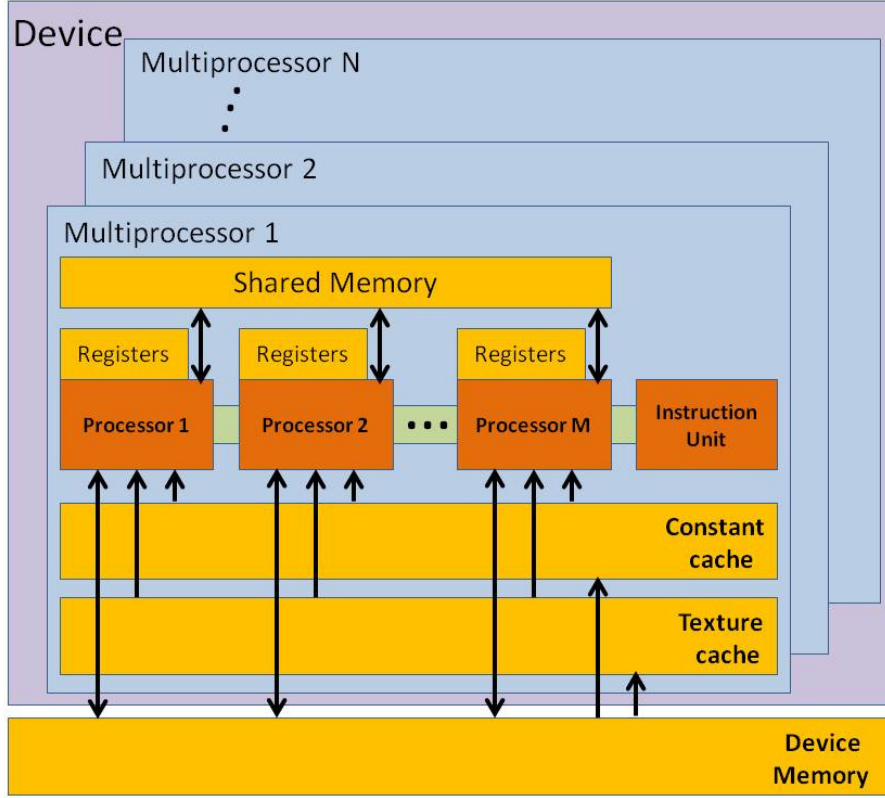 Device
Multiprocessor N
Multiprocessor 2
Multiprocessor 1
Shared Memory
Registers Registers Registers
Processor 1 Processor 2 ... Processor M Instruction
Unit
Constant
cache
Texture
cache
Device
Memory